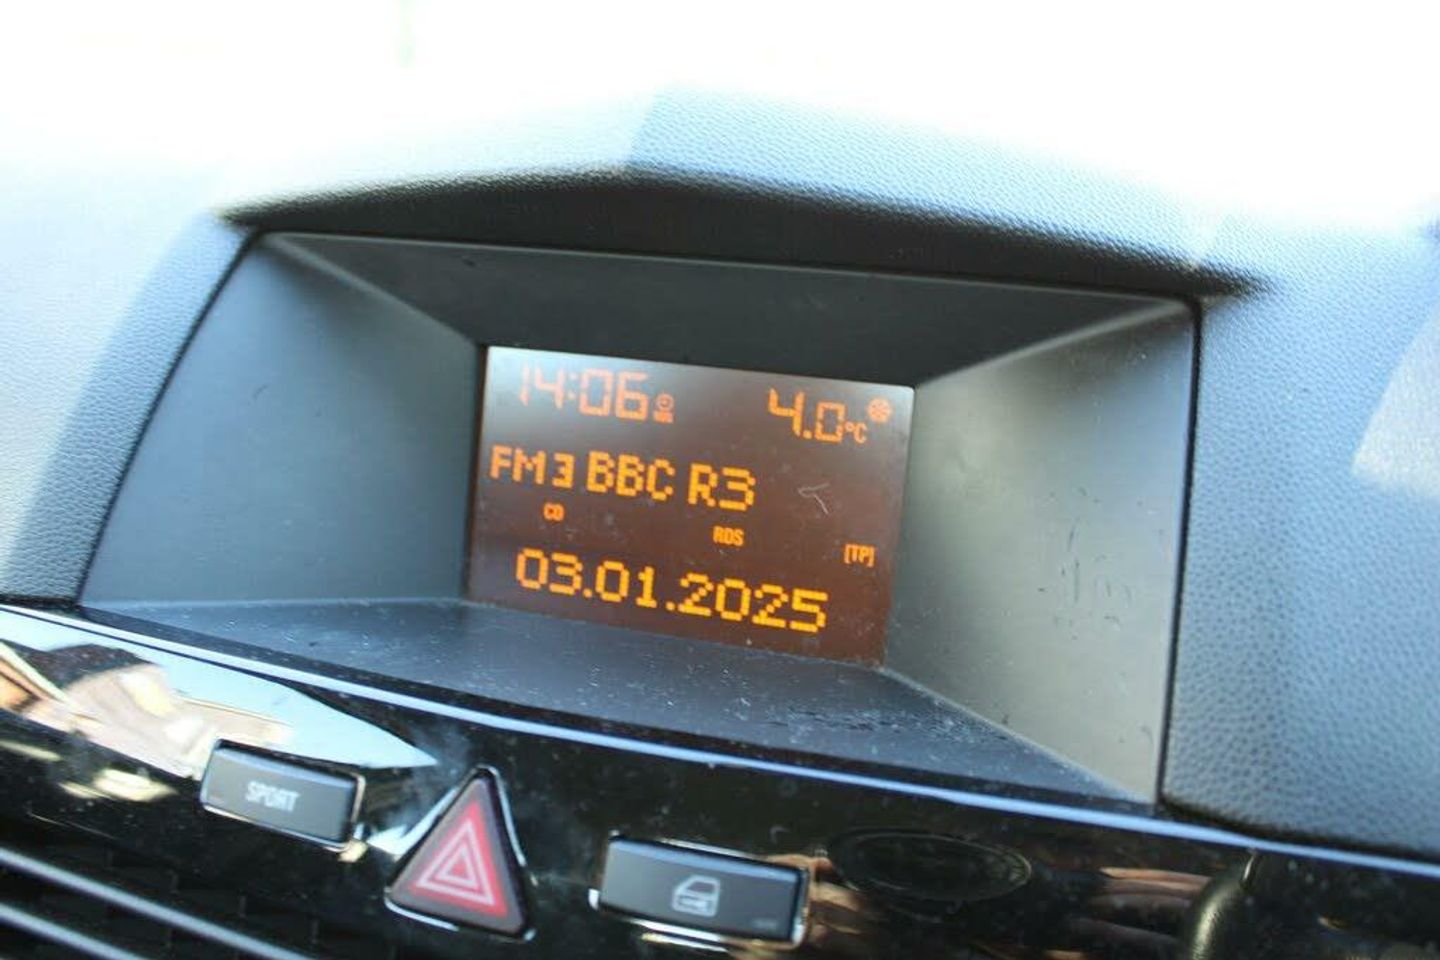 14:06 4.0°C
FM3 BBC R3
CD RDS [TP]
03.01.2025
SPORT